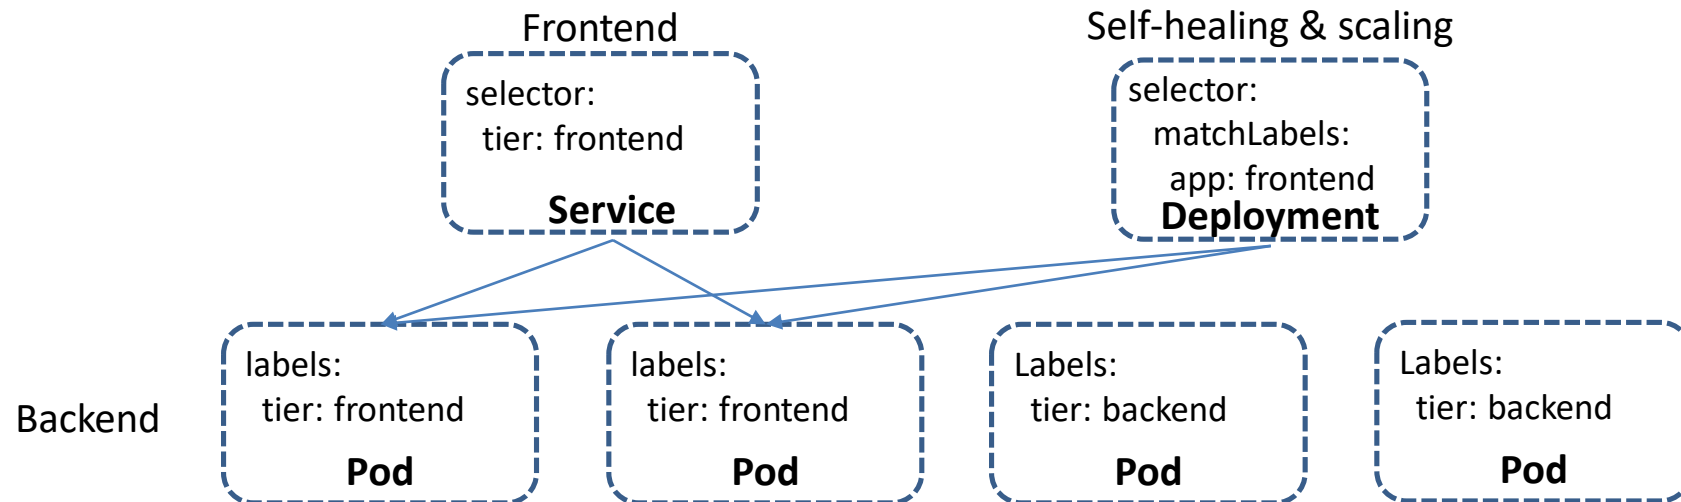 Frontend
selector:
tier: frontend
Service
Self-healing & scaling
selector:
matchLabels:
app: frontend
Deployment
Backend
labels:
tier: frontend
Pod
labels:
tier: frontend
Pod
Labels:
tier: backend
Pod
Labels:
tier: backend
Pod